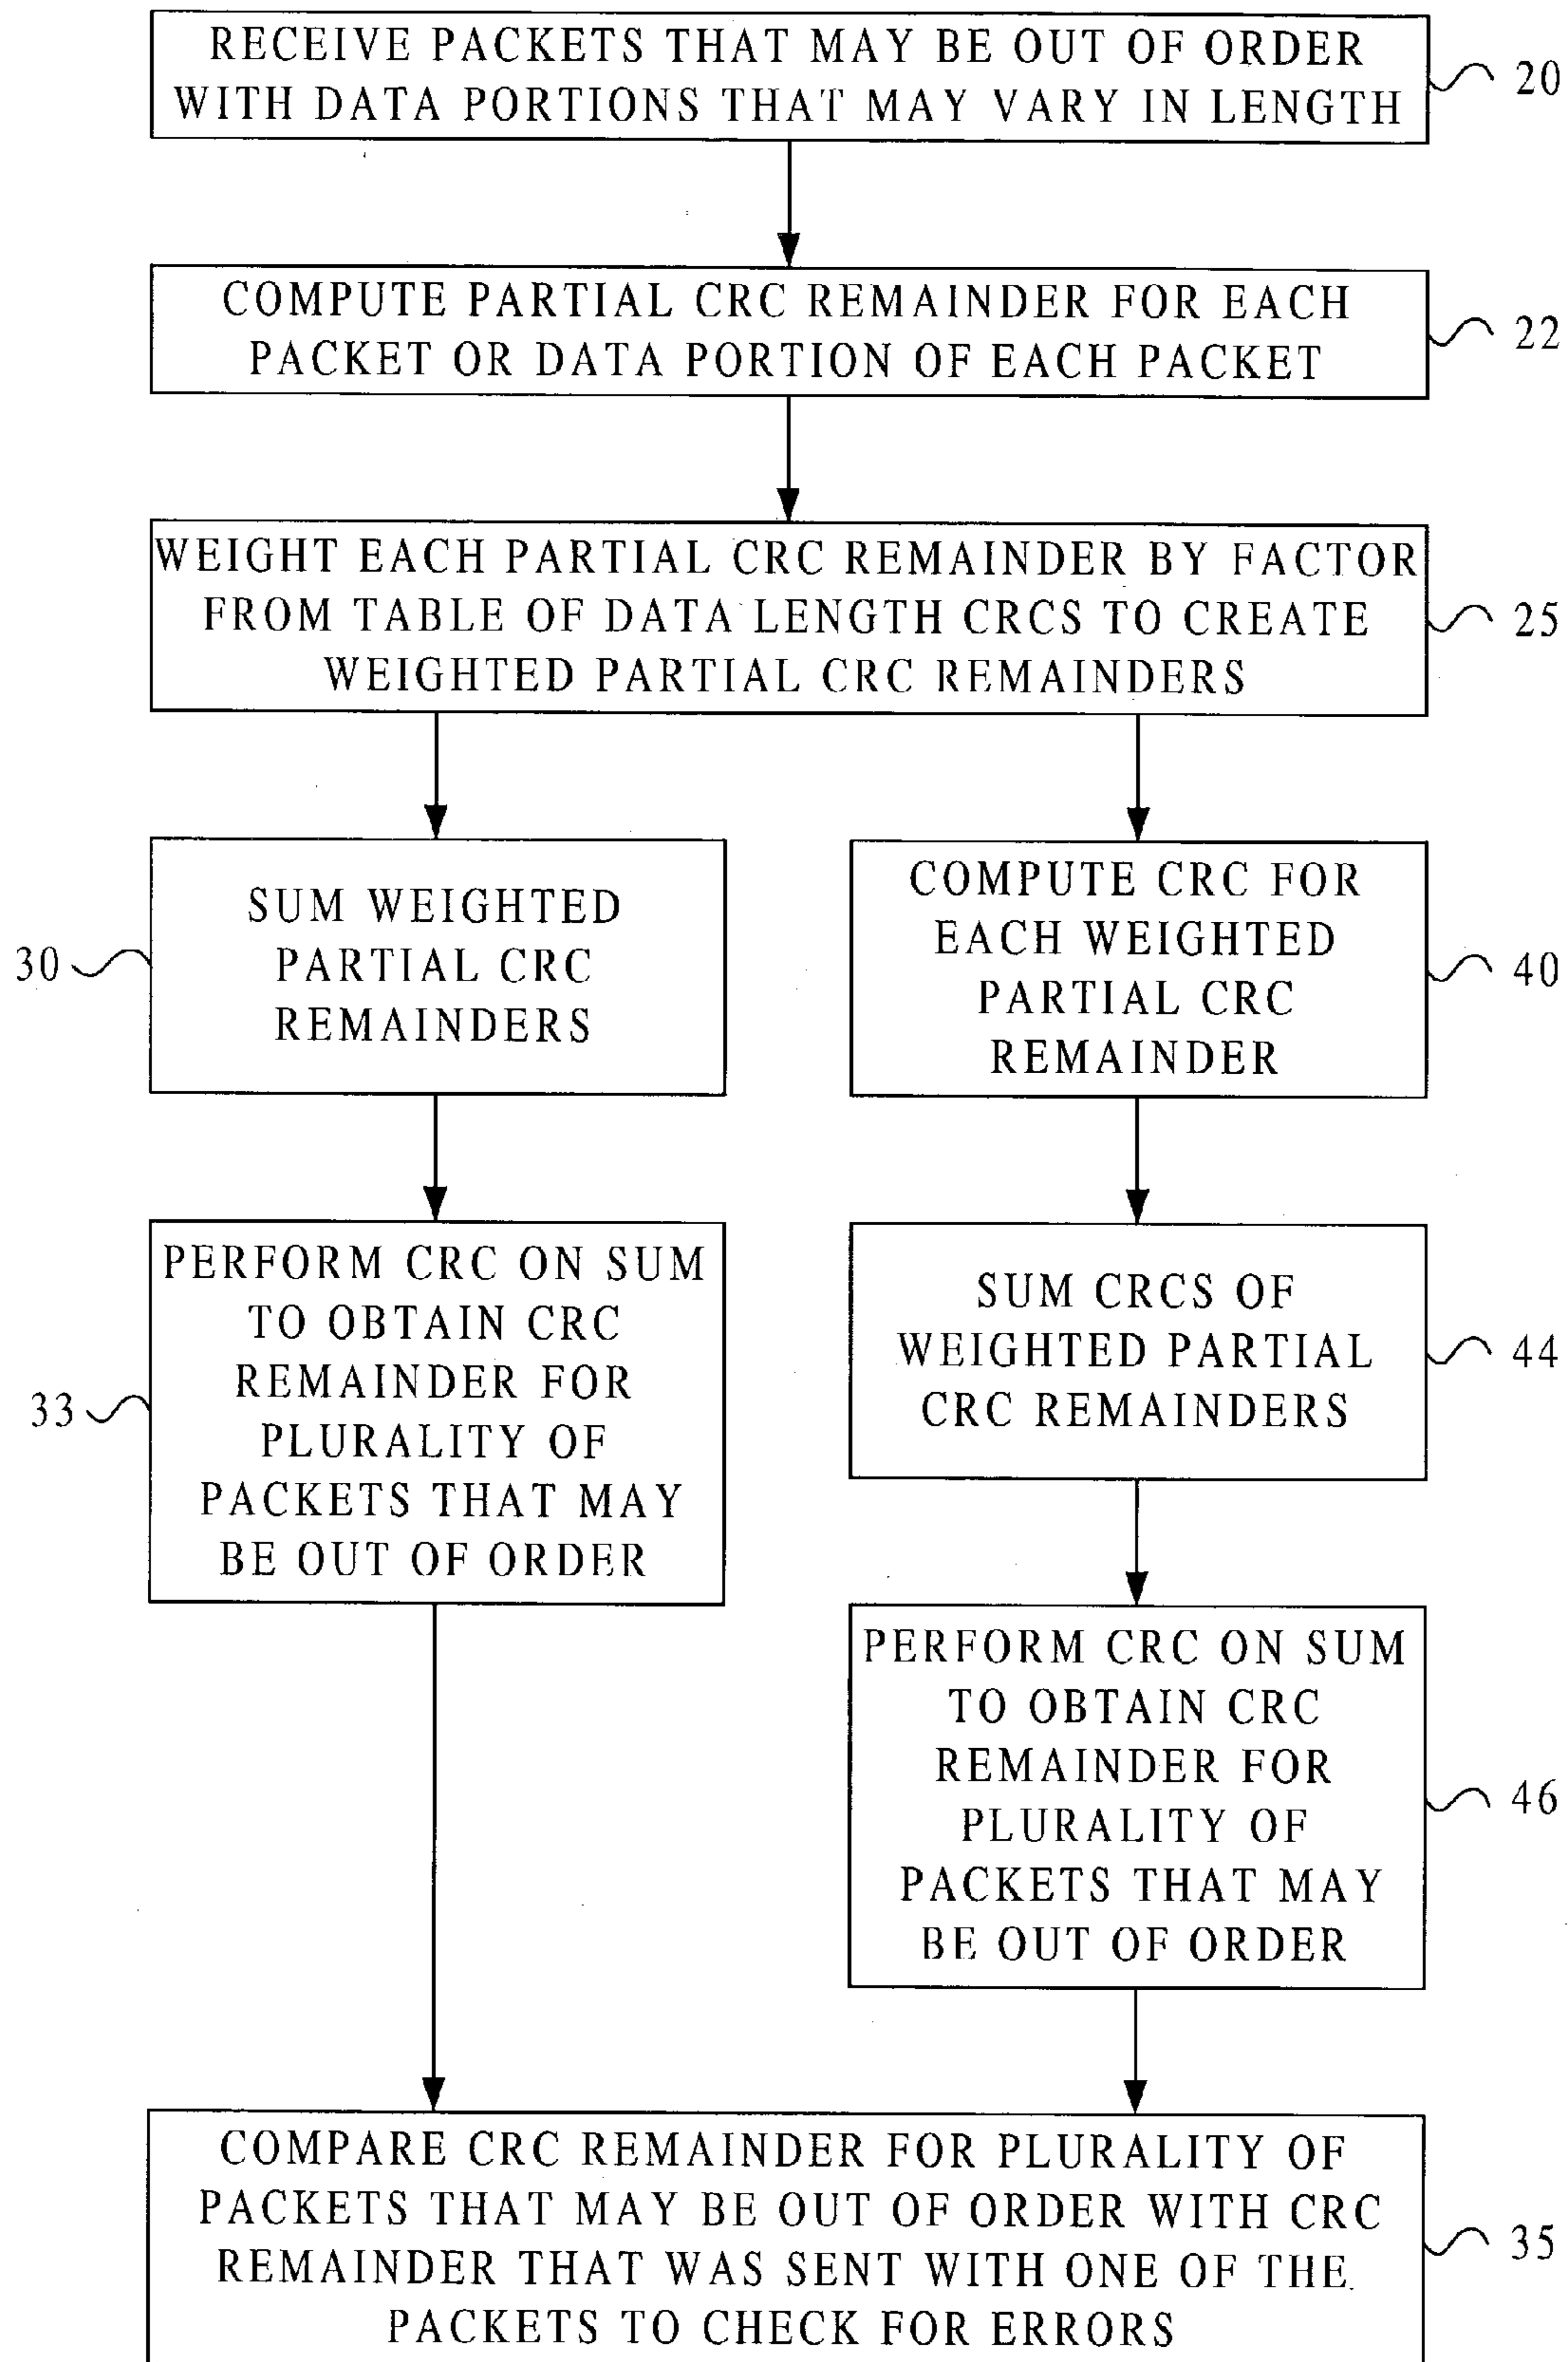 RECEIVE PACKETS THAT MAY BE OUT OF ORDER
WITH DATA PORTIONS THAT MAY VARY IN LENGTH
20
COMPUTE PARTIAL CRC REMAINDER FOR EACH
PACKET OR DATA PORTION OF EACH PACKET
22
WEIGHT EACH PARTIAL CRC REMAINDER BY FACTOR
FROM TABLE OF DATA LENGTH CRCS TO CREATE
WEIGHTED PARTIAL CRC REMAINDERS
25
SUM WEIGHTED
PARTIAL CRC
REMAINDERS
30
COMPUTE CRC FOR
EACH WEIGHTED
PARTIAL CRC
REMAINDER
40
PERFORM CRC ON SUM
TO OBTAIN CRC
REMAINDER FOR
PLURALITY OF
PACKETS THAT MAY
BE OUT OF ORDER
33
SUM CRCS OF
WEIGHTED PARTIAL
CRC REMAINDERS
44
PERFORM CRC ON SUM
TO OBTAIN CRC
REMAINDER FOR
PLURALITY OF
PACKETS THAT MAY
BE OUT OF ORDER
46
COMPARE CRC REMAINDER FOR PLURALITY OF
PACKETS THAT MAY BE OUT OF ORDER WITH CRC
REMAINDER THAT WAS SENT WITH ONE OF THE
PACKETS TO CHECK FOR ERRORS
35